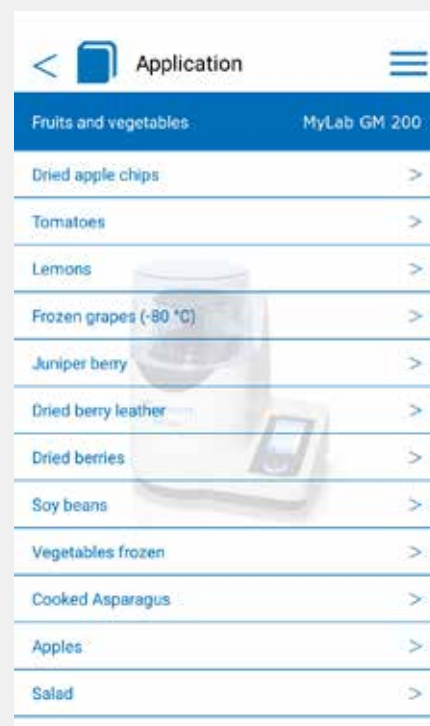 < Application
Fruits and vegetables MyLab GM 200
Dried apple chips >
Tomatoes >
Lemons >
Frozen grapes (-80 °C) >
Juniper berry >
Dried berry leather >
Dried berries >
Soy beans >
Vegetables frozen >
Cooked Asparagus >
Apples >
Salad >